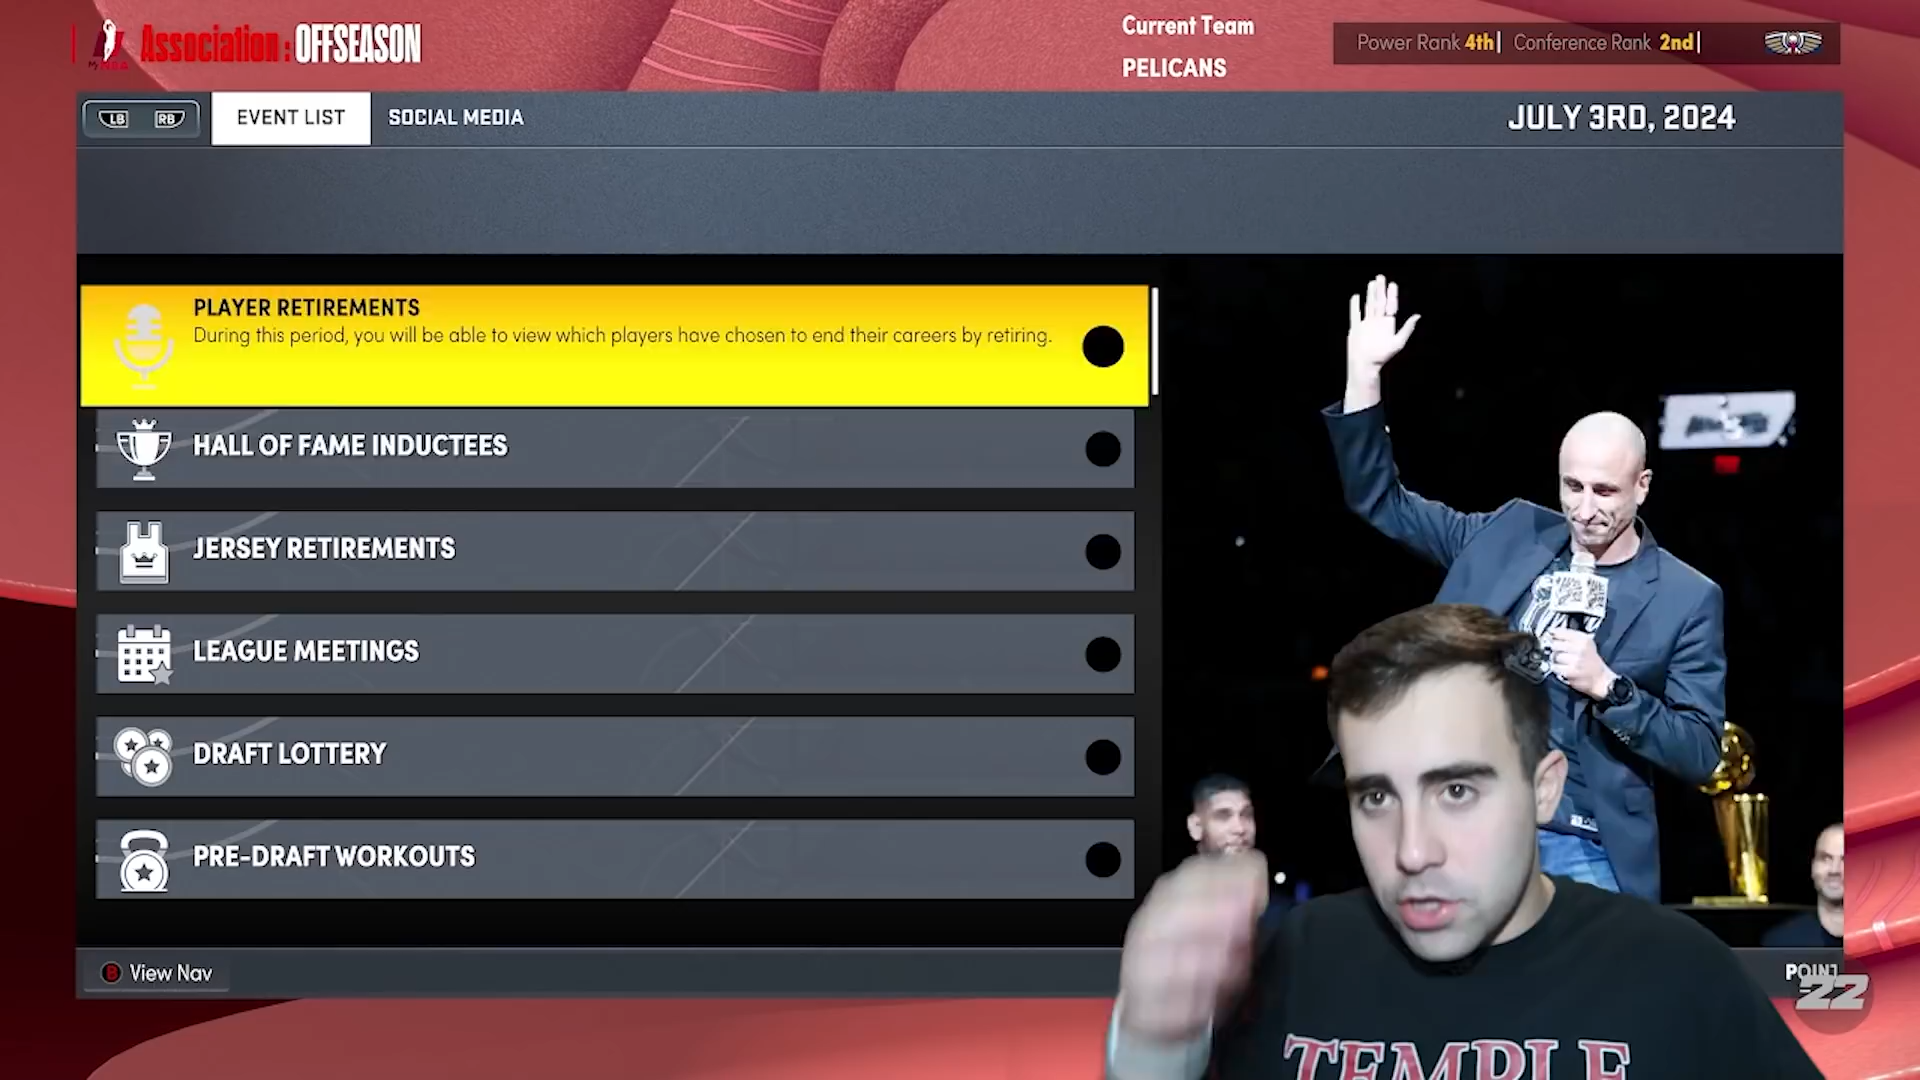 Association: OFFSEASON
Current Team
PELICANS
Power Rank 4th| Conference Rank 2nd|
LB RB EVENT LIST SOCIAL MEDIA
JULY 3RD, 2024
PLAYER RETIREMENTS
During this period, you will be able to view which players have chosen to end their careers by retiring.
HALL OF FAME INDUCTEES
JERSEY RETIREMENTS
LEAGUE MEETINGS
DRAFT LOTTERY
PRE-DRAFT WORKOUTS
B View Nav
POINT
22
TEMPLE